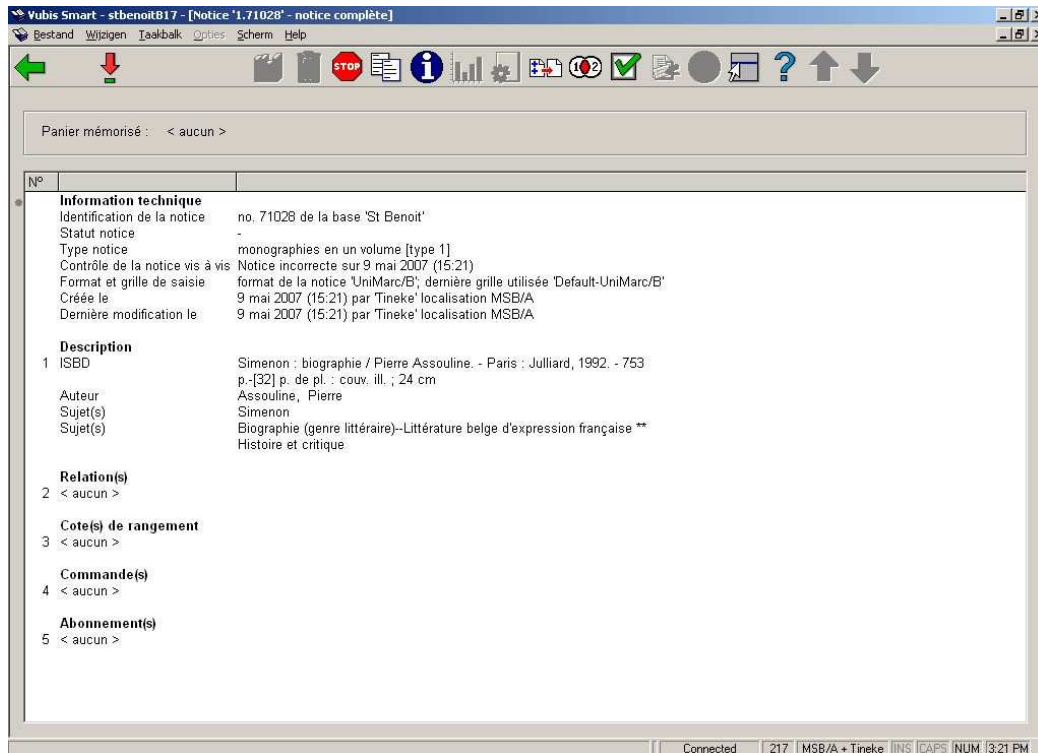 Vubis Smart - stbenoitB17 - [Notice '1.71028' - notice complète]
Bestand Wijzigen Taakbalk Opties Scherm Help
STOP
Panier mémorisé : < aucun >
Nº
Information technique
Identification de la notice no. 71028 de la base 'St Benoit'
Statut notice -
Type notice monographies en un volume [type 1]
Contrôle de la notice vis à vis Notice incorrecte sur 9 mai 2007 (15:21)
Format et grille de saisie format de la notice 'UniMarc/B'; dernière grille utilisée 'Default-UniMarc/B'
Créée le 9 mai 2007 (15:21) par 'Tineke' localisation MSB/A
Dernière modification le 9 mai 2007 (15:21) par 'Tineke' localisation MSB/A
Description
1 ISBD Simenon : biographie / Pierre Assouline. - Paris : Julliard, 1992. - 753
p.-[32] p. de pl. : couv. ill. ; 24 cm
Auteur Assouline, Pierre
Sujet(s) Simenon
Sujet(s) Biographie (genre littéraire)--Littérature belge d'expression française **
Histoire et critique
Relation(s)
2 < aucun >
Cote(s) de rangement
3 < aucun >
Commande(s)
4 < aucun >
Abonnement(s)
5 < aucun >
Connected 217 MSB/A + Tineke INS CAPS NUM 3:21 PM